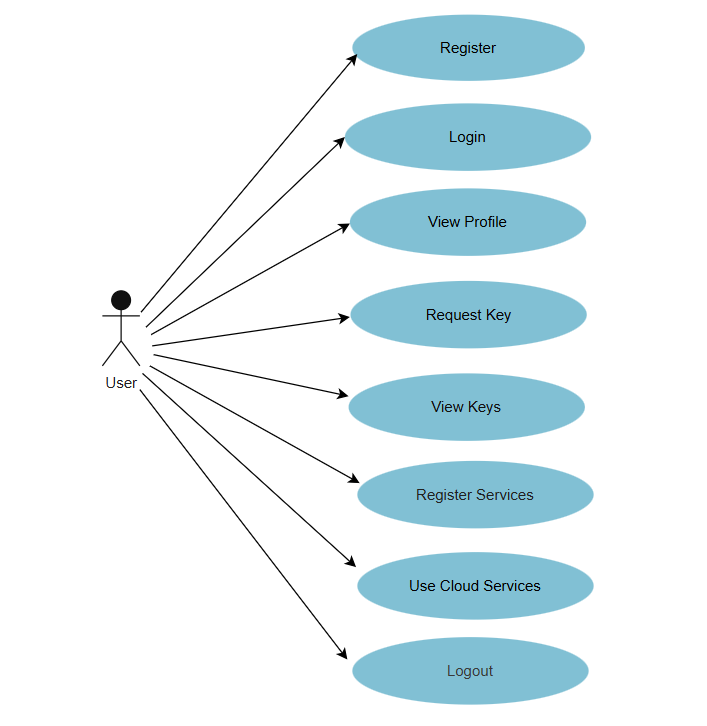 Register
Login
View Profile
Request Key
User
View Keys
Register Services
Use Cloud Services
Logout